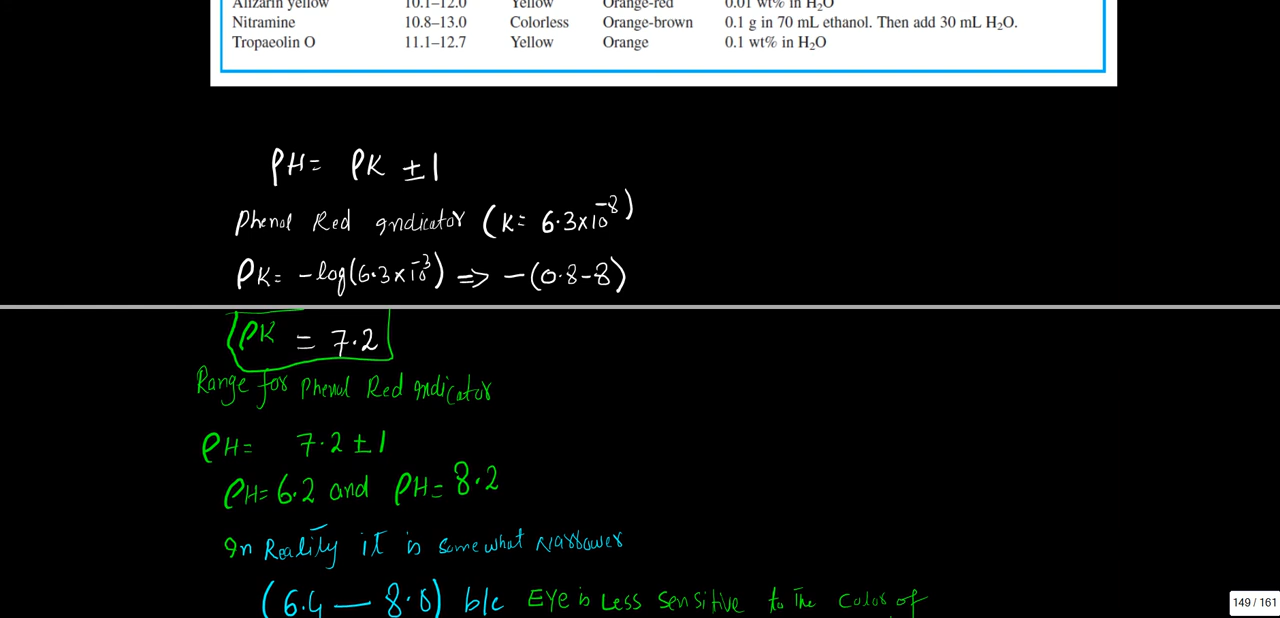 Alizarin yellow 10.1–12.0 Yellow Orange-red 0.01 wt% in H₂O
Nitramine 10.8–13.0 Colorless Orange-brown 0.1 g in 70 mL ethanol. Then add 30 mL H₂O.
Tropaeolin O 11.1–12.7 Yellow Orange 0.1 wt% in H₂O
PH= PK ±1
Phenol Red indicator (K= 6.3×10⁻⁸)
PK= -log(6.3×10⁻³) => -(0.8-8)
PK = 7.2
Range for Phenol Red indicator
PH= 7.2 ±1
PH=6.2 and PH=8.2
In Reality it is somewhat Narrower
(6.4 — 8.0) b/c Eye is Less Sensitive to The Color of
149 / 161